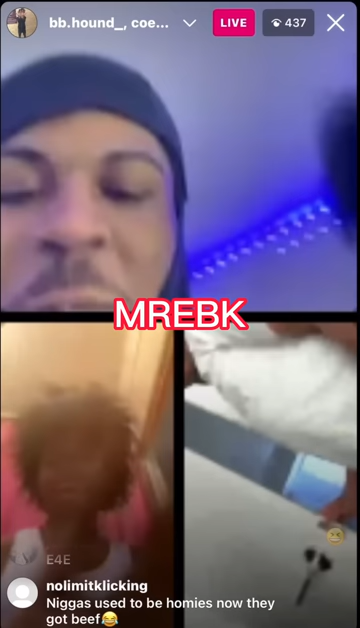 bb.hound_, coe...
LIVE
437
MREBK
E4E
nolimitklicking
Niggas used to be homies now they
got beef😂